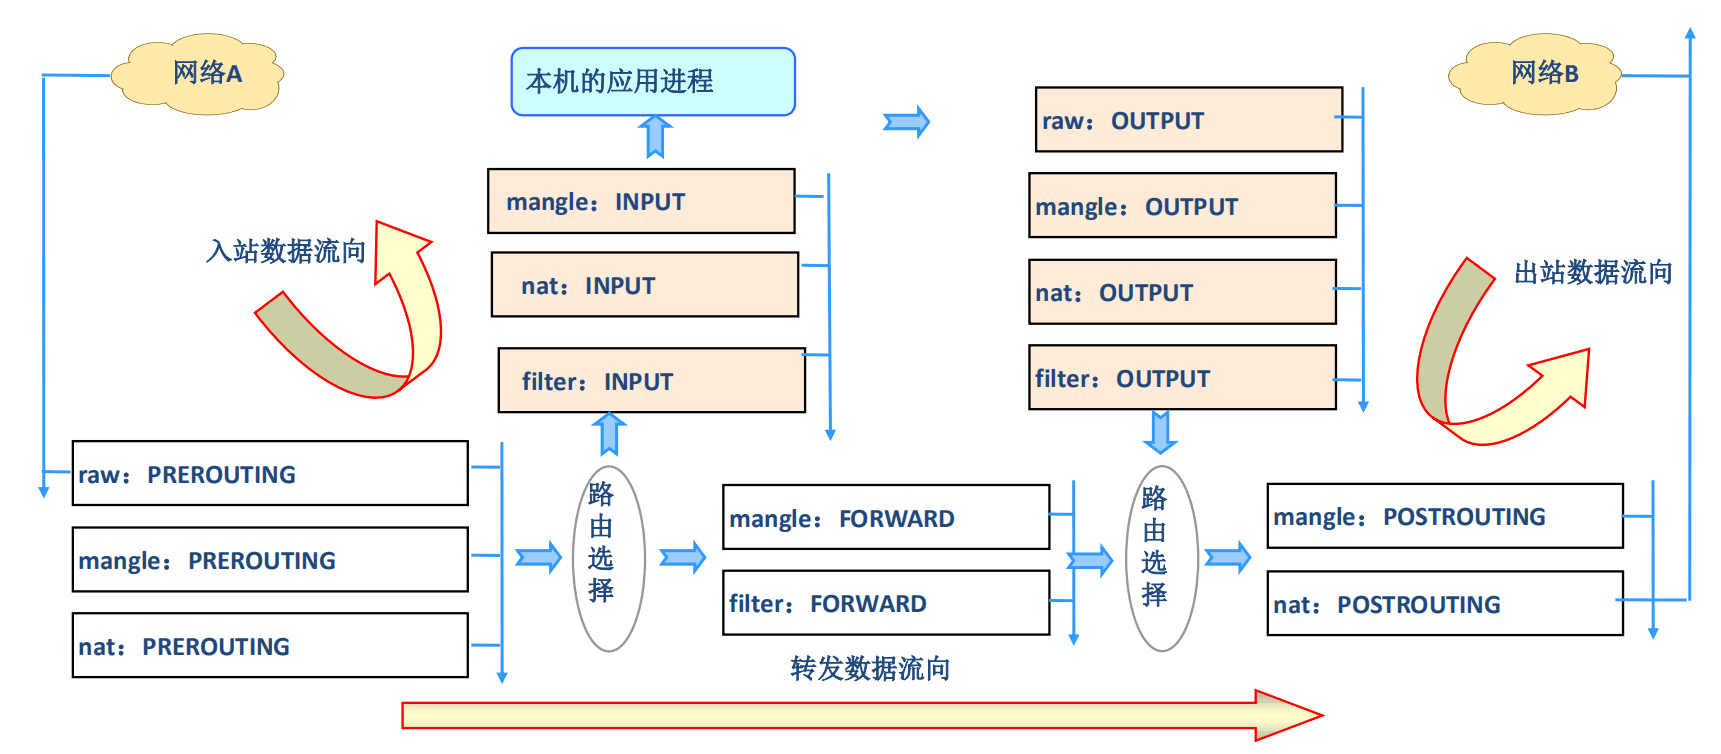 网络A
本机的应用进程
网络B
raw：OUTPUT
mangle：INPUT
mangle：OUTPUT
入站数据流向
出站数据流向
nat：INPUT
nat：OUTPUT
filter：INPUT
filter：OUTPUT
raw：PREROUTING
mangle：PREROUTING
nat：PREROUTING
路
由
选
择
mangle：FORWARD
filter：FORWARD
路
由
选
择
mangle：POSTROUTING
nat：POSTROUTING
转发数据流向